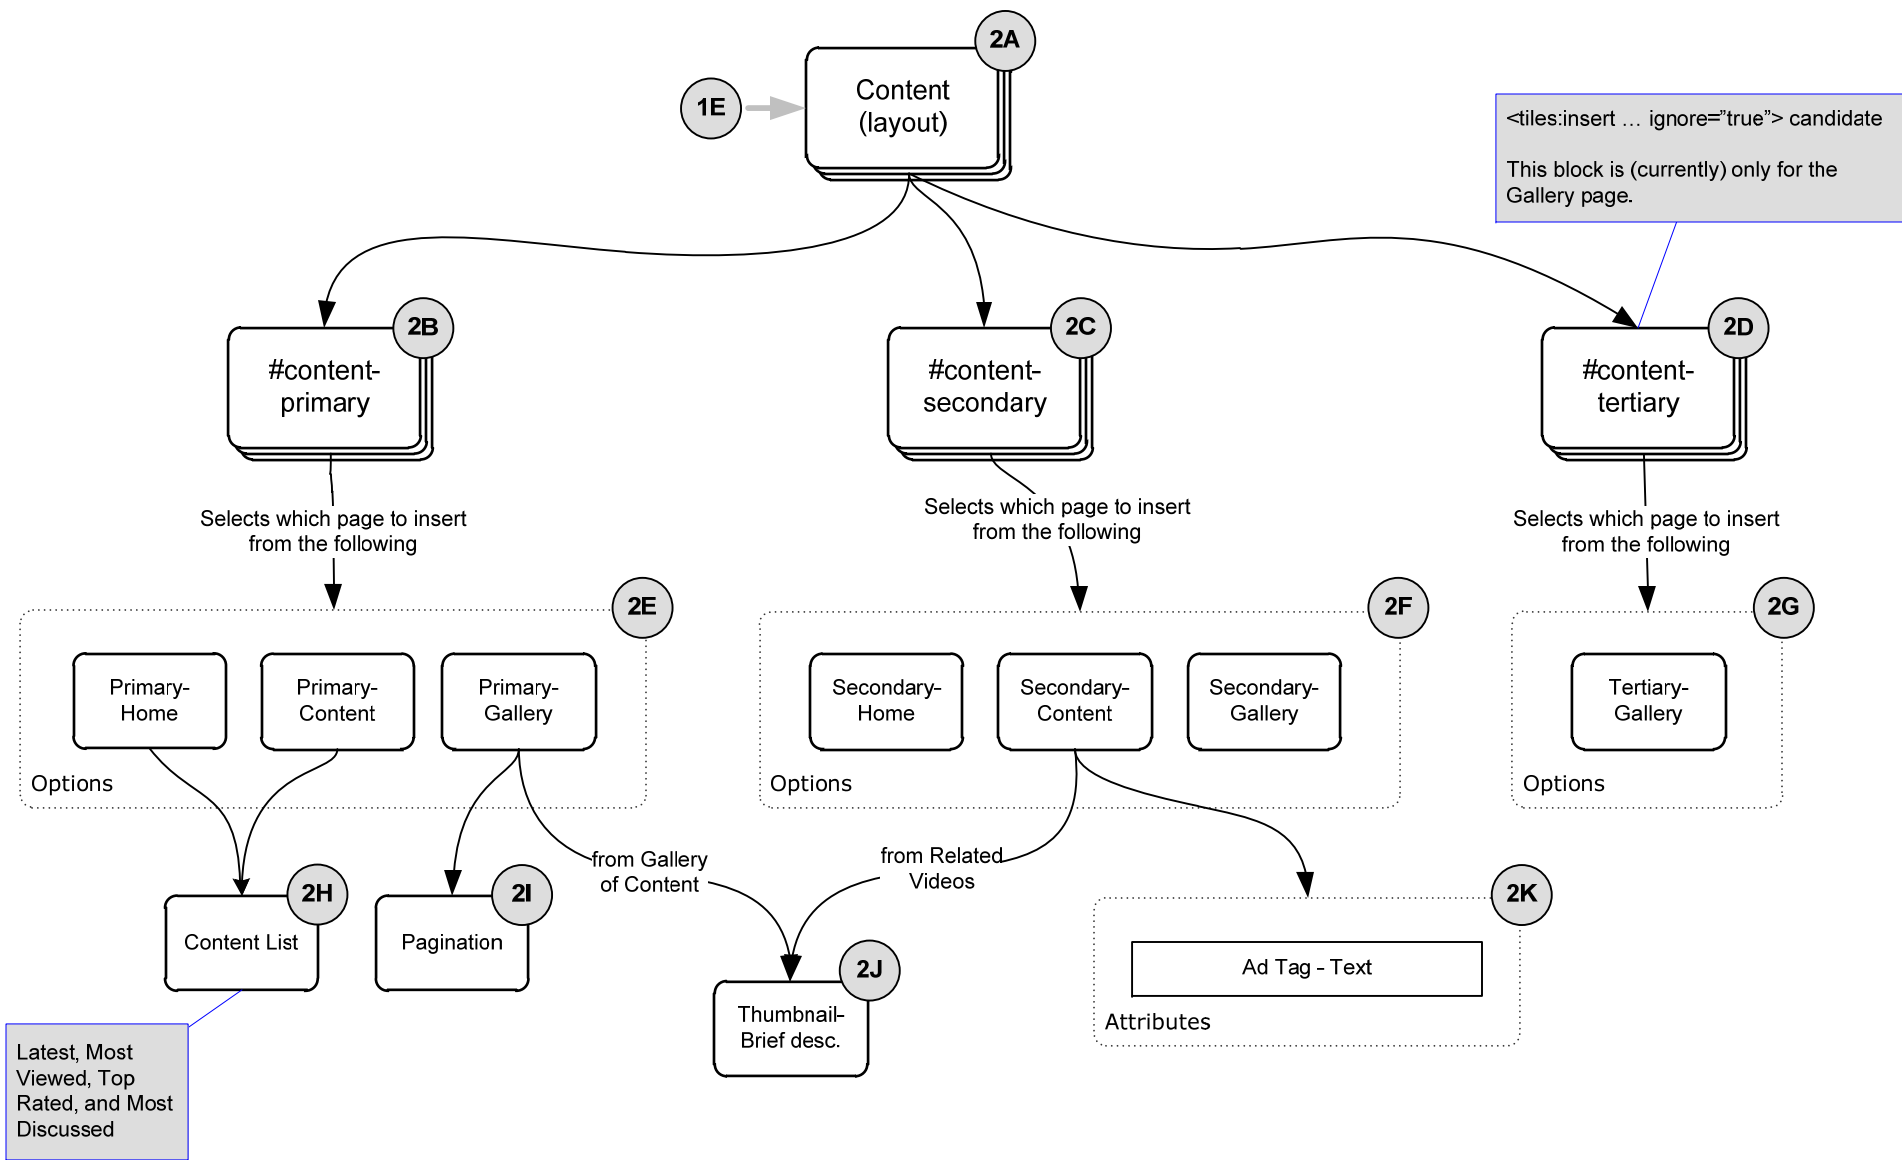 2A
1E
Content
(layout)
<tiles:insert … ignore=”true”> candidate
This block is (currently) only for the
Gallery page.
2B
#content-
primary
2C
#content-
secondary
2D
#content-
tertiary
Selects which page to insert
from the following
Selects which page to insert
from the following
Selects which page to insert
from the following
2E
Primary-
Home
Primary-
Content
Primary-
Gallery
Options
2F
Secondary-
Home
Secondary-
Content
Secondary-
Gallery
Options
2G
Tertiary-
Gallery
Options
from Gallery
of Content
from Related
Videos
2H
Content List
2I
Pagination
2J
Thumbnail-
Brief desc.
2K
Ad Tag - Text
Attributes
Latest, Most
Viewed, Top
Rated, and Most
Discussed